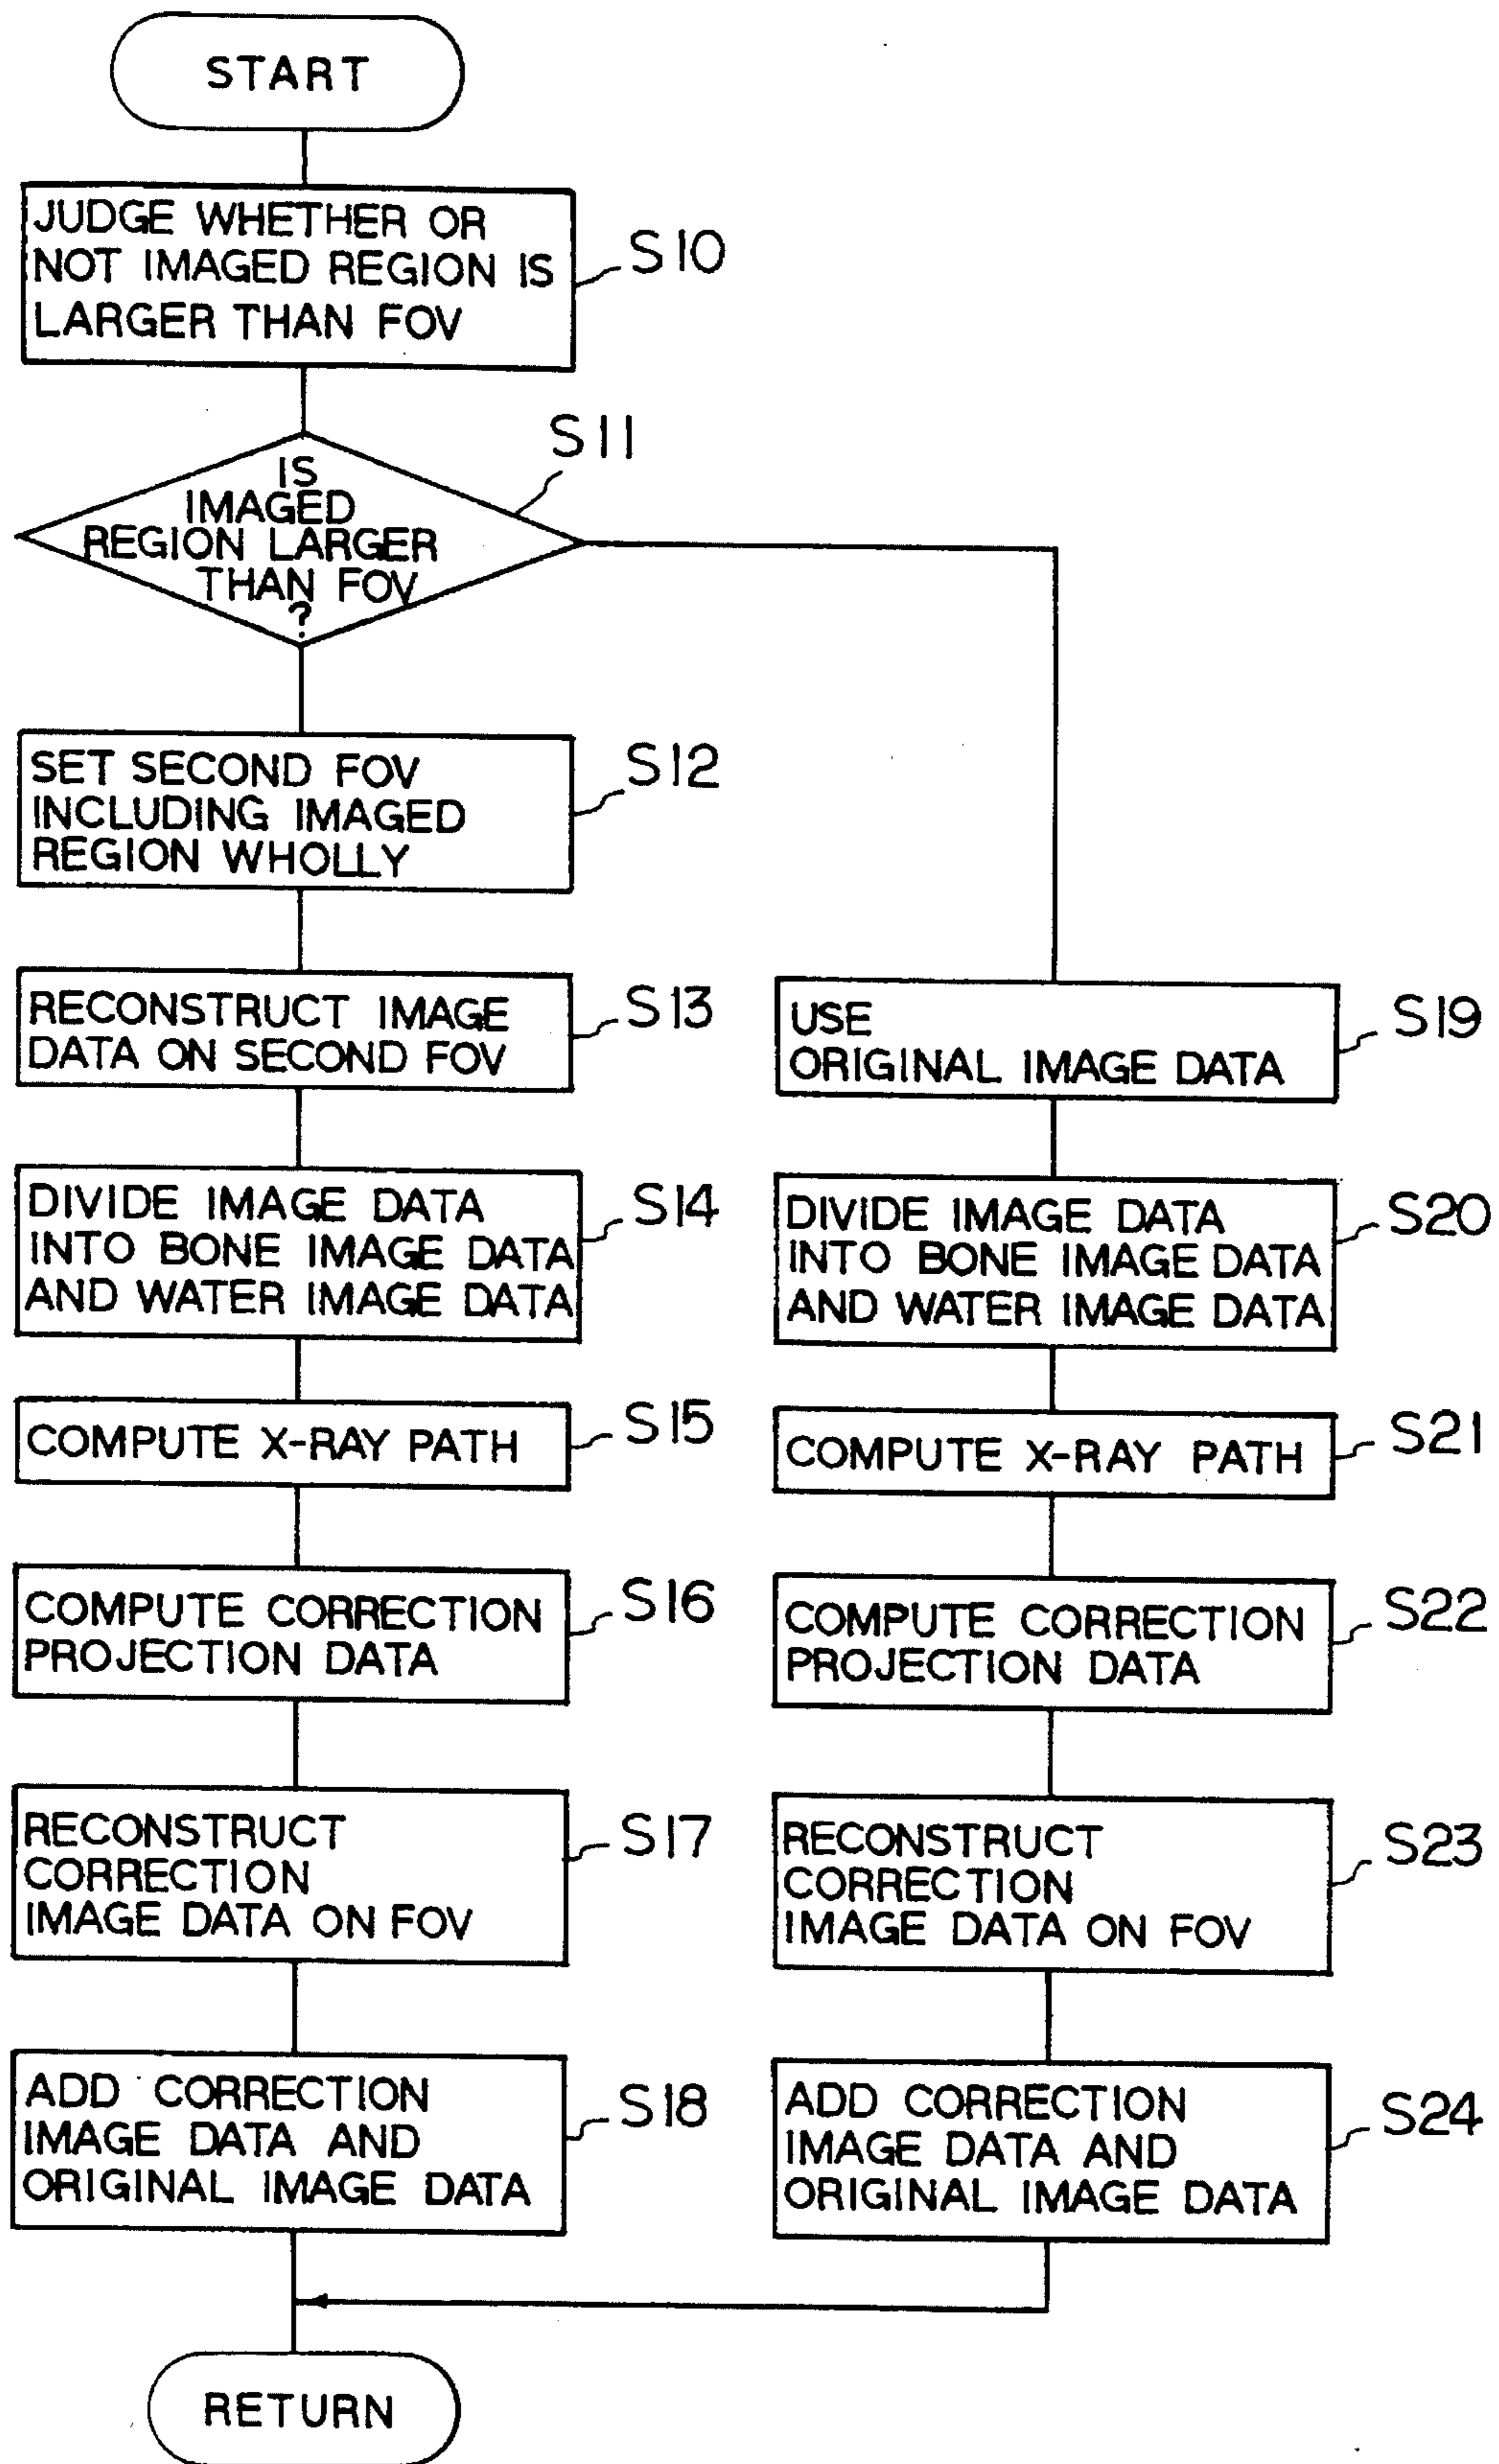 START
JUDGE WHETHER OR
NOT IMAGED REGION IS
LARGER THAN FOV
S10
IS
IMAGED
REGION LARGER
THAN FOV
?
S11
SET SECOND FOV
INCLUDING IMAGED
REGION WHOLLY
S12
RECONSTRUCT IMAGE
DATA ON SECOND FOV
S13
DIVIDE IMAGE DATA
INTO BONE IMAGE DATA
AND WATER IMAGE DATA
S14
COMPUTE X-RAY PATH
S15
COMPUTE CORRECTION
PROJECTION DATA
S16
RECONSTRUCT
CORRECTION
IMAGE DATA ON FOV
S17
ADD CORRECTION
IMAGE DATA AND
ORIGINAL IMAGE DATA
S18
USE
ORIGINAL IMAGE DATA
S19
DIVIDE IMAGE DATA
INTO BONE IMAGE DATA
AND WATER IMAGE DATA
S20
COMPUTE X-RAY PATH
S21
COMPUTE CORRECTION
PROJECTION DATA
S22
RECONSTRUCT
CORRECTION
IMAGE DATA ON FOV
S23
ADD CORRECTION
IMAGE DATA AND
ORIGINAL IMAGE DATA
S24
RETURN